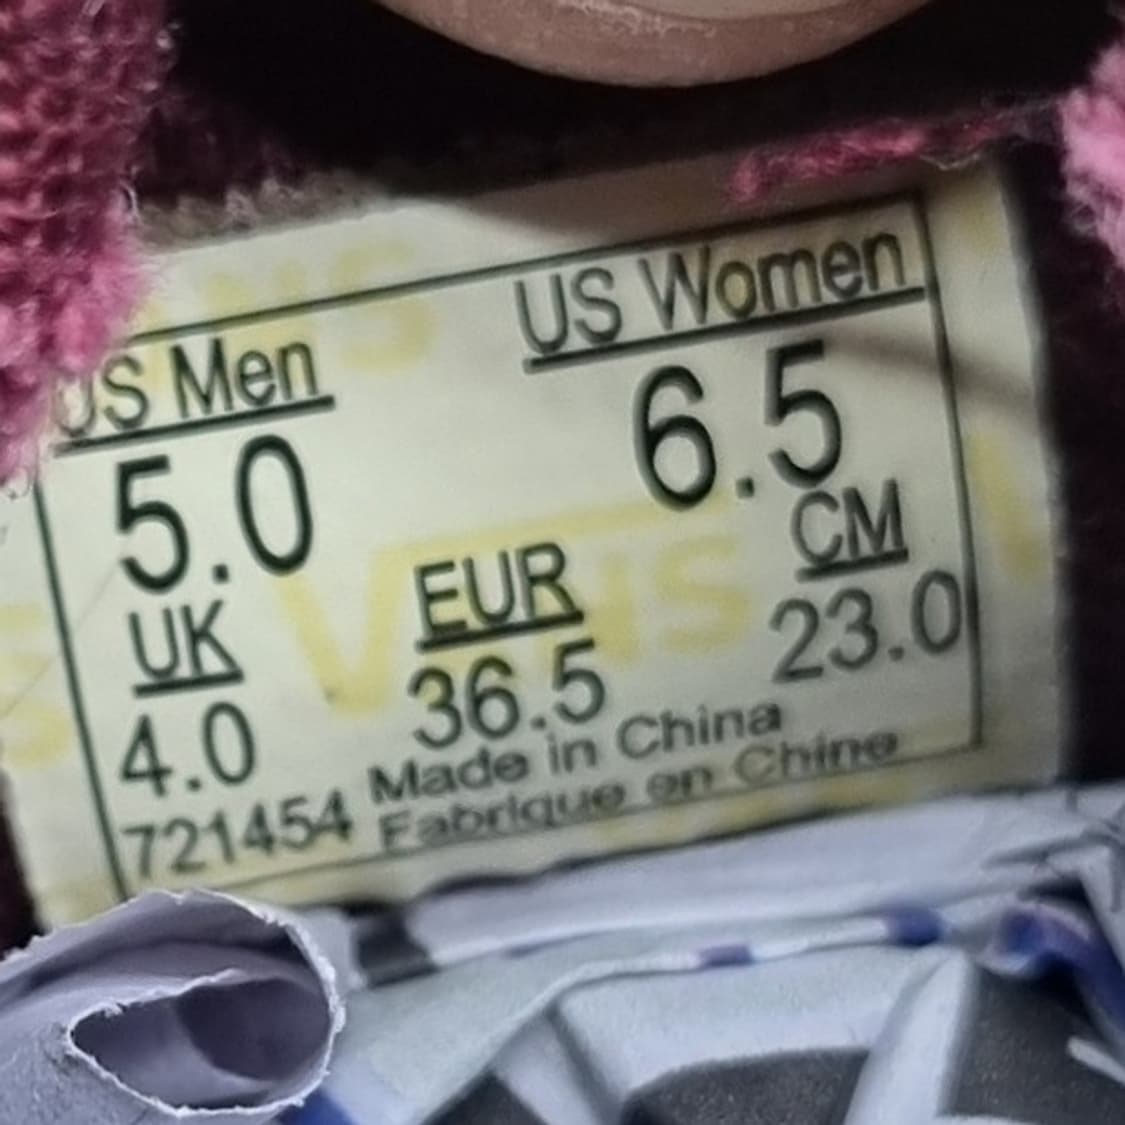 US Men US Women
5.0 6.5
UK EUR CM
4.0 36.5 23.0
721454 Made in China
Fabrique en Chine
VANS